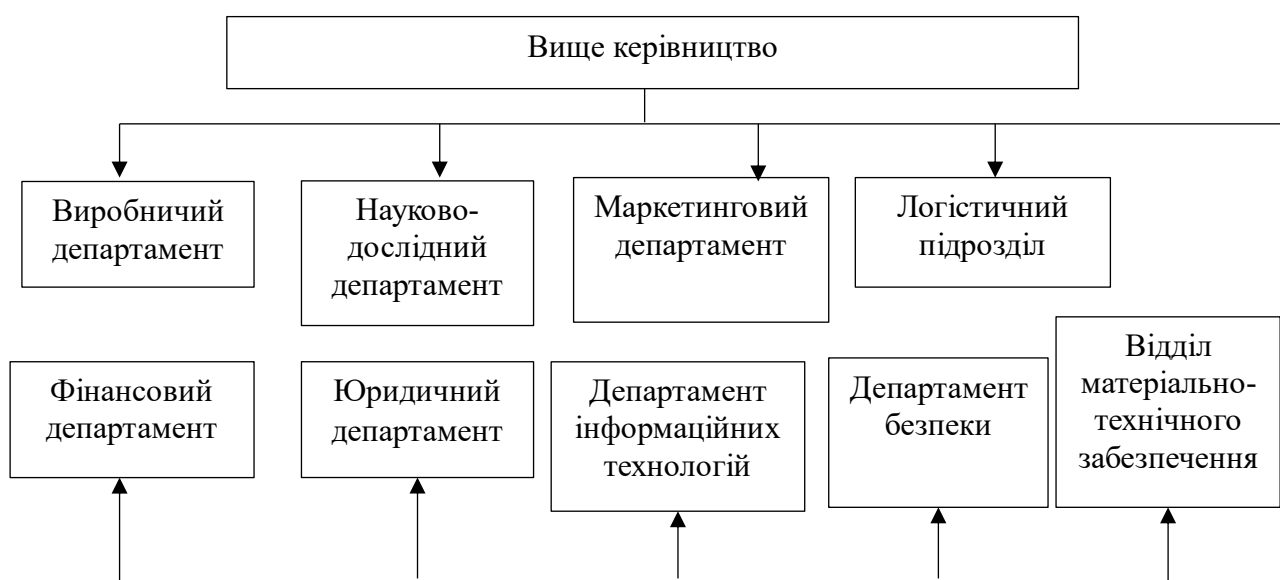 Вище керівництво
Виробничий
департамент
Науково-
дослідний
департамент
Маркетинговий
департамент
Логістичний
підрозділ
Фінансовий
департамент
Юридичний
департамент
Департамент
інформаційних
технологій
Департамент
безпеки
Відділ
матеріально-
технічного
забезпечення